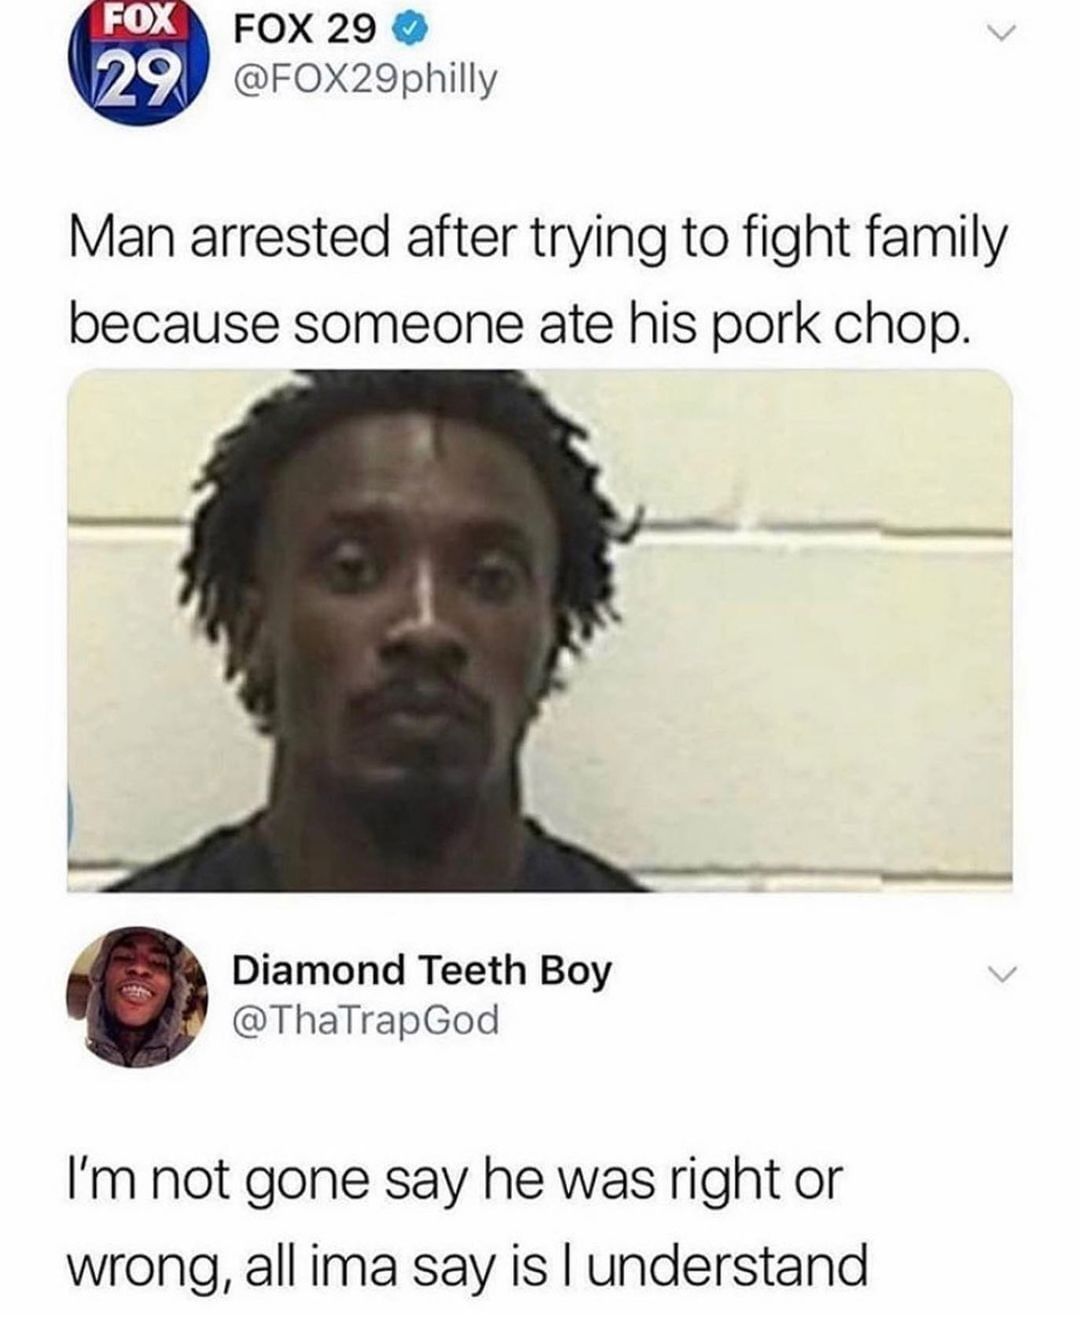 FOX
29
FOX 29
@FOX29philly
Man arrested after trying to fight family
because someone ate his pork chop.
Diamond Teeth Boy
@ThaTrapGod
I'm not gone say he was right or
wrong, all ima say is I understand